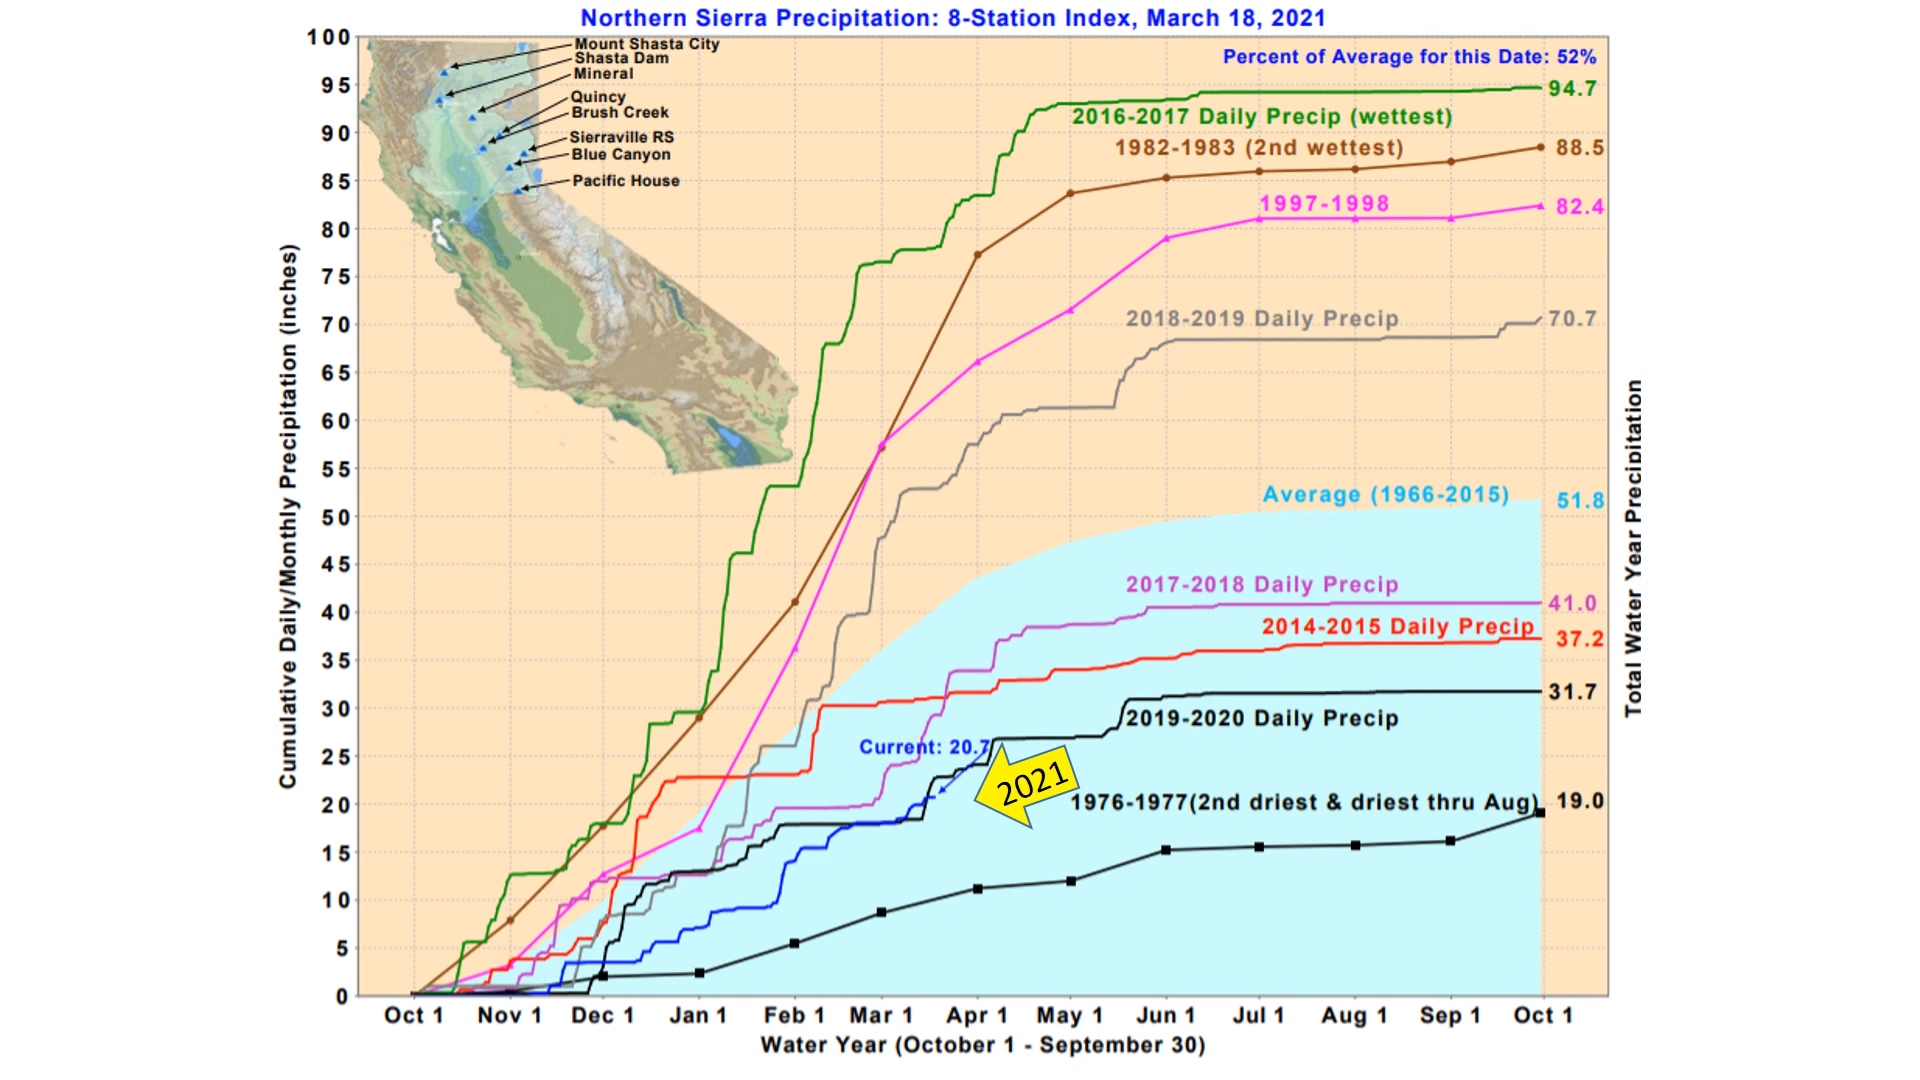 Northern Sierra Precipitation: 8-Station Index, March 18, 2021
Percent of Average for this Date: 52%
Mount Shasta City
Shasta Dam
Mineral
Quincy
Brush Creek
Sierraville RS
Blue Canyon
Pacific House
94.7
2016-2017 Daily Precip (wettest)
1982-1983 (2nd wettest)
88.5
1997-1998
82.4
2018-2019 Daily Precip
70.7
Average (1966-2015)
51.8
2017-2018 Daily Precip
41.0
2014-2015 Daily Precip
37.2
31.7
2019-2020 Daily Precip
Current: 20.7
2021
1976-1977(2nd driest & driest thru Aug)
19.0
Cumulative Daily/Monthly Precipitation (inches)
100
95
90
85
80
75
70
65
60
55
50
45
40
35
30
25
20
15
10
5
0
Total Water Year Precipitation
Oct 1 Nov 1 Dec 1 Jan 1 Feb 1 Mar 1 Apr 1 May 1 Jun 1 Jul 1 Aug 1 Sep 1 Oct 1
Water Year (October 1 - September 30)